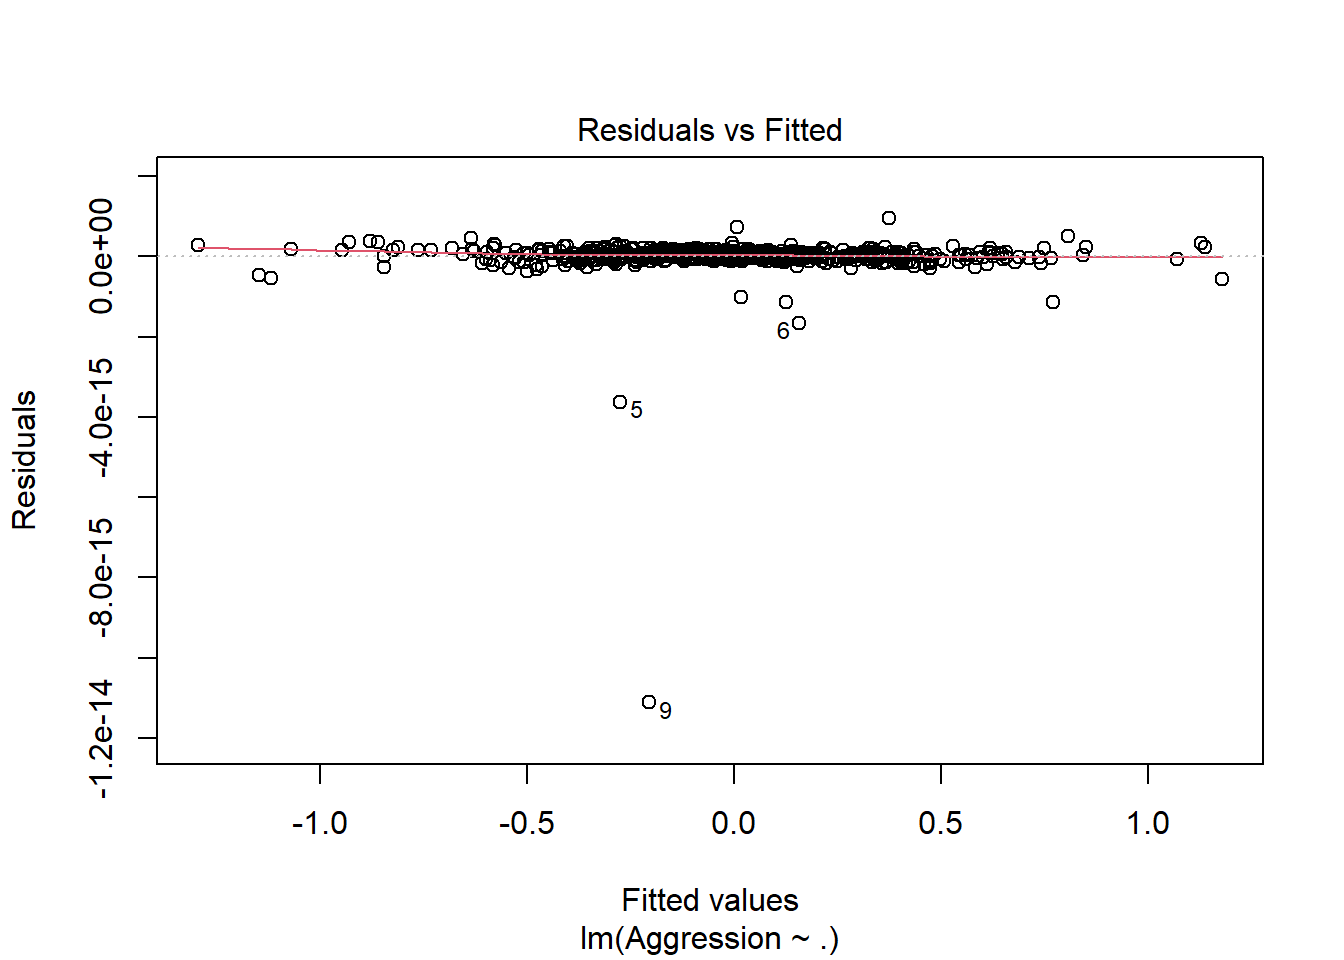 Residuals vs Fitted
0.0e+00
-4.0e-15
-8.0e-15
-1.2e-14
Residuals
6
5
9
-1.0 -0.5 0.0 0.5 1.0
Fitted values
lm(Aggression ~ .)